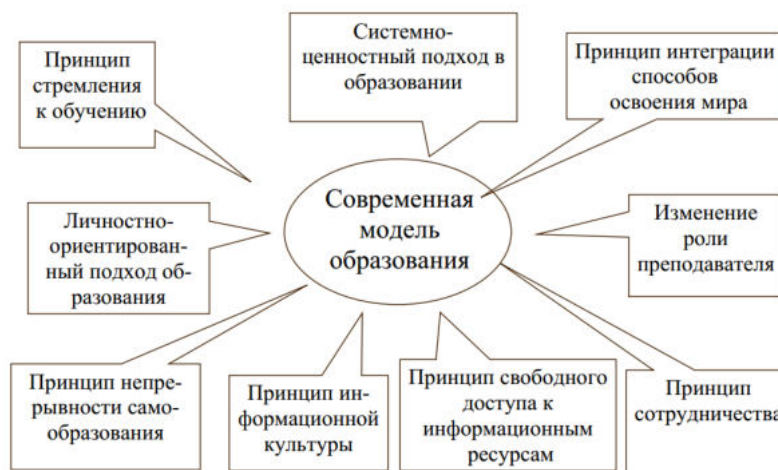 Принцип
стремления
к обучению
Системно-
ценностный подход в
образовании
Принцип интеграции
способов
освоения мира
Личностно-
ориентирован-
ный подход об-
разования
Современная
модель
образования
Изменение
роли
преподавателя
Принцип непре-
рывности само-
образования
Принцип ин-
формационной
культуры
Принцип свободного
доступа к
информационным
ресурсам
Принцип
сотрудничества